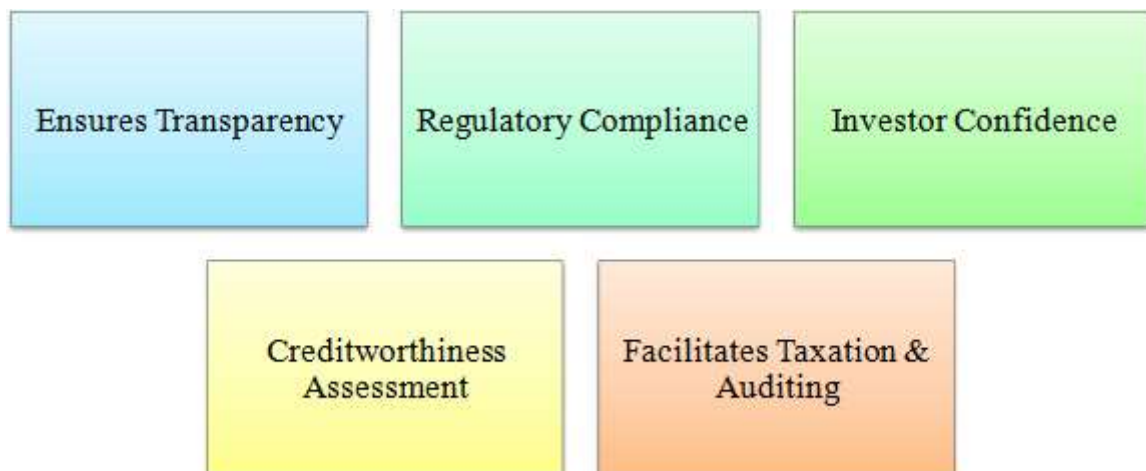 Ensures Transparency
Regulatory Compliance
Investor Confidence
Creditworthiness
Assessment
Facilitates Taxation &
Auditing